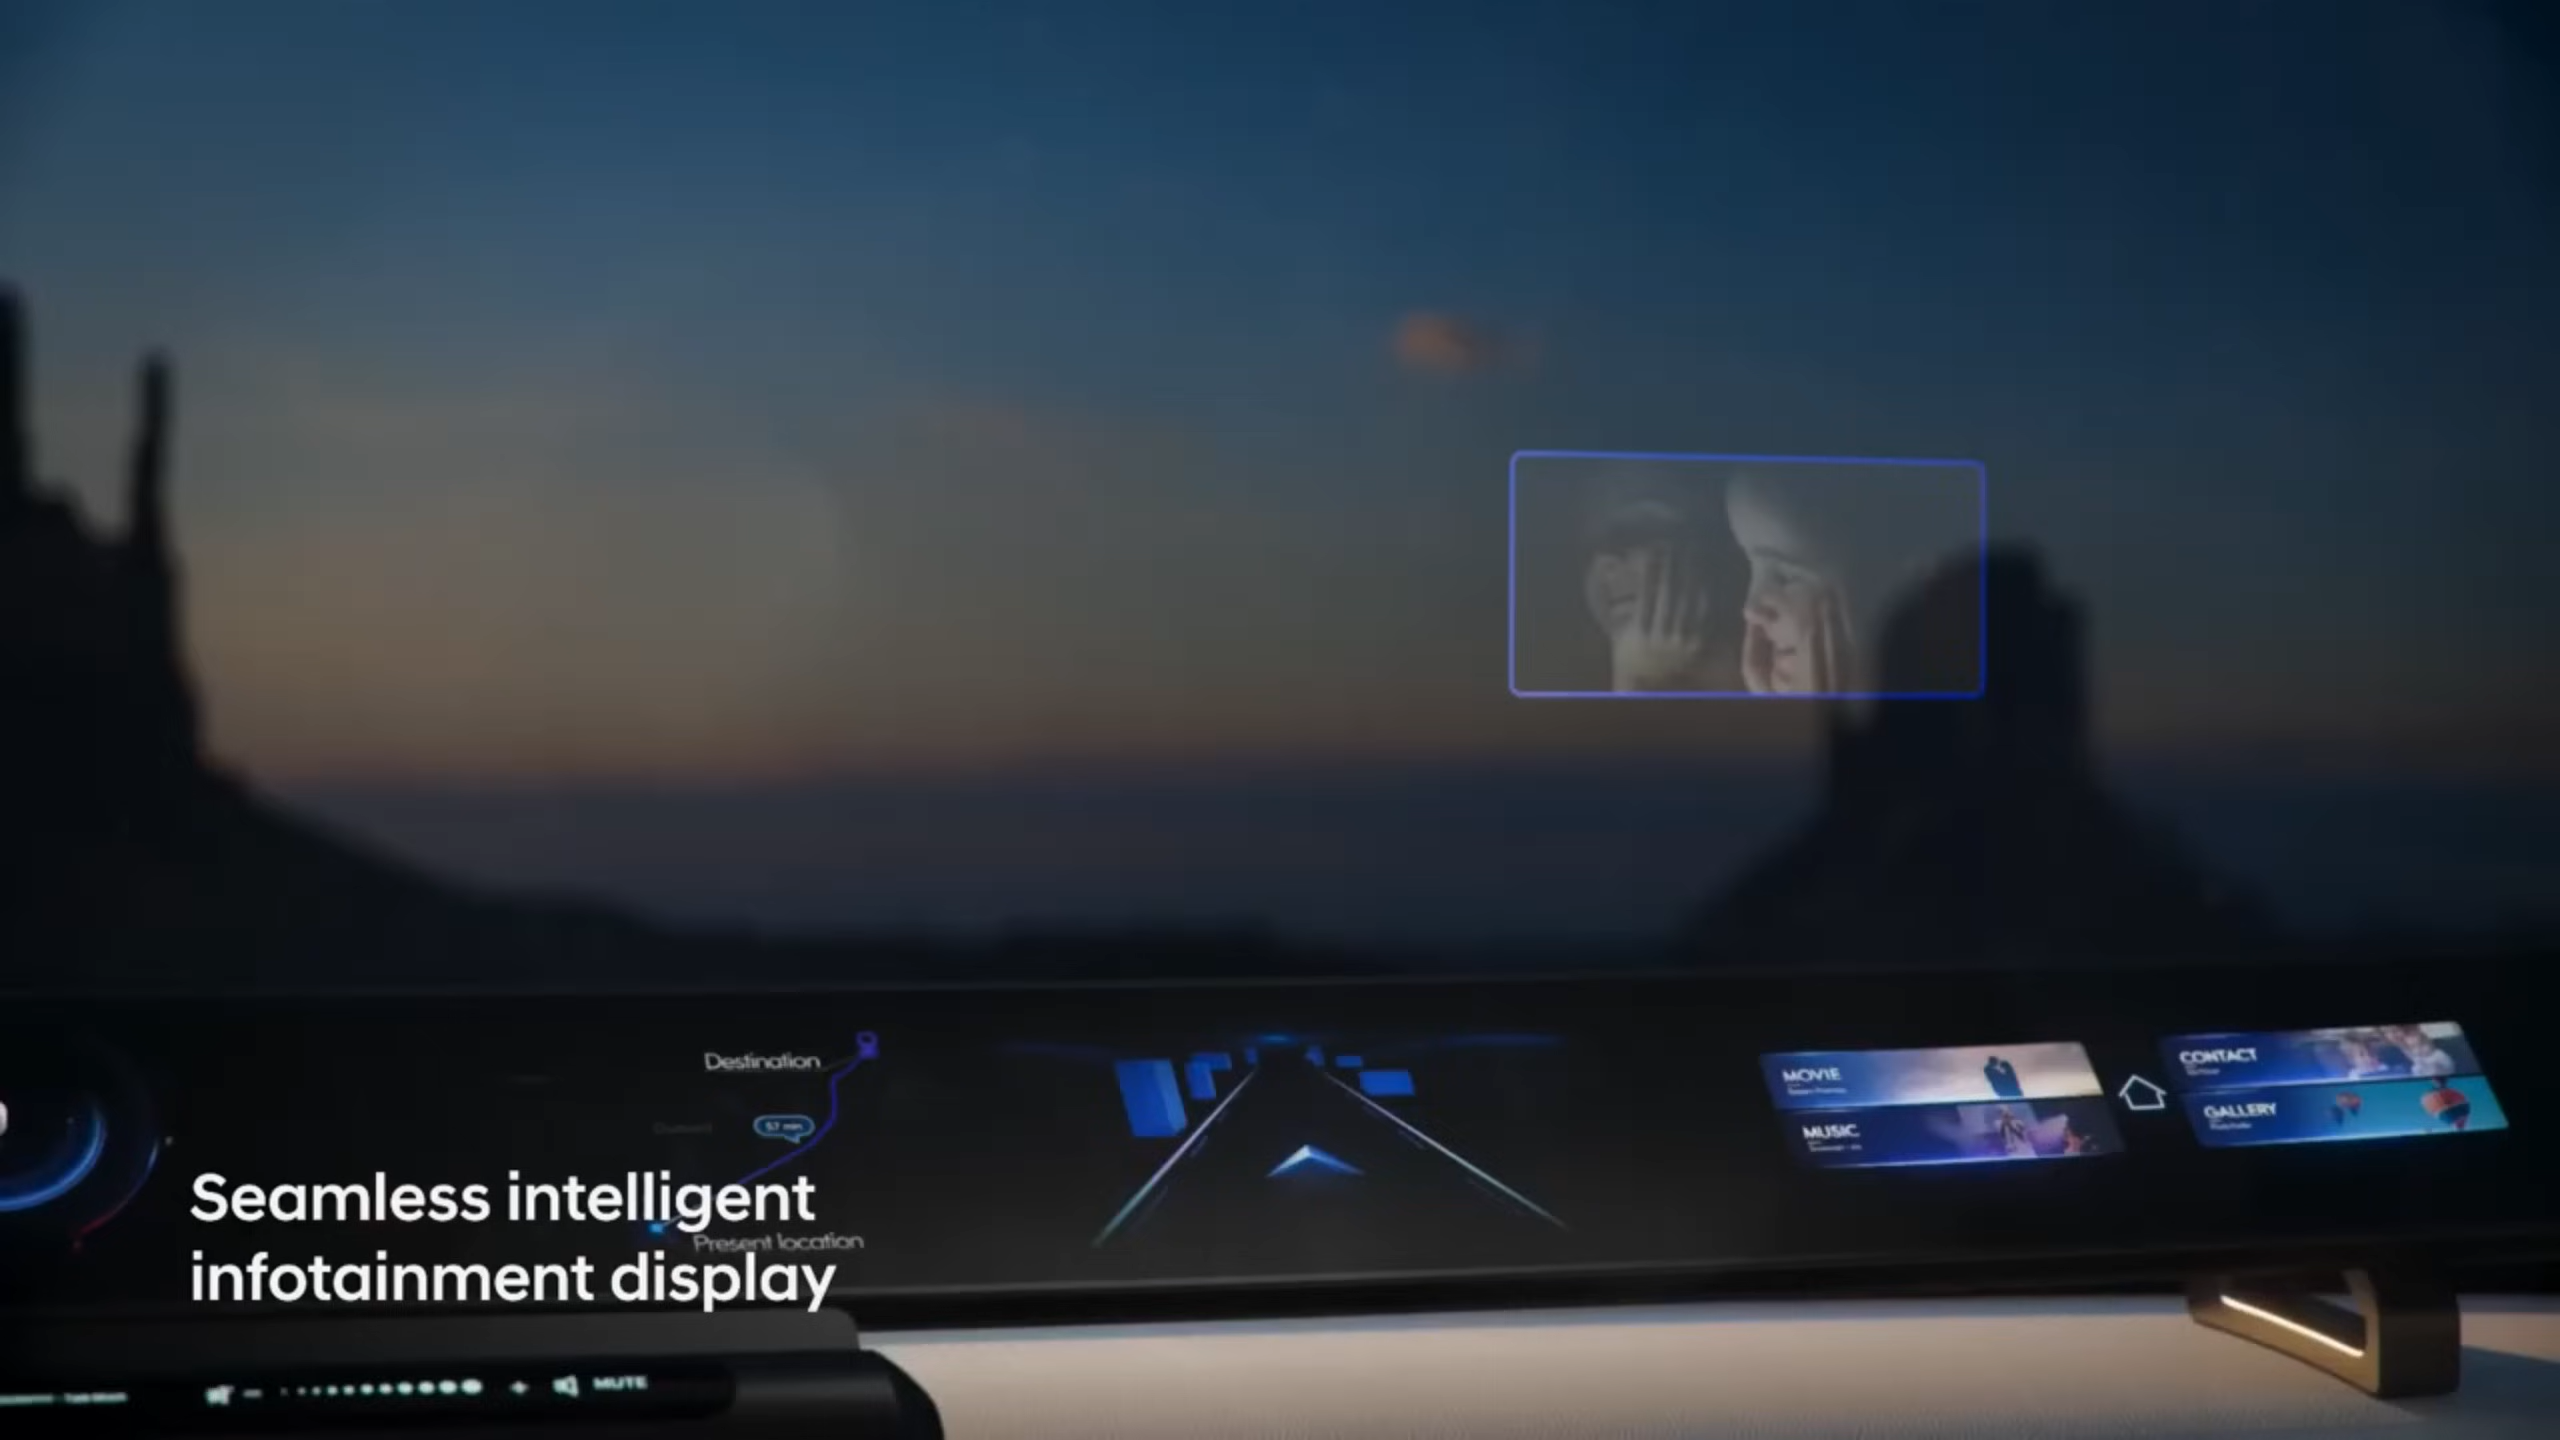 Destination
57 min
Present location
MOVIE
MUSIC
CONTACT
GALLERY
Seamless intelligent
infotainment display
MUTE